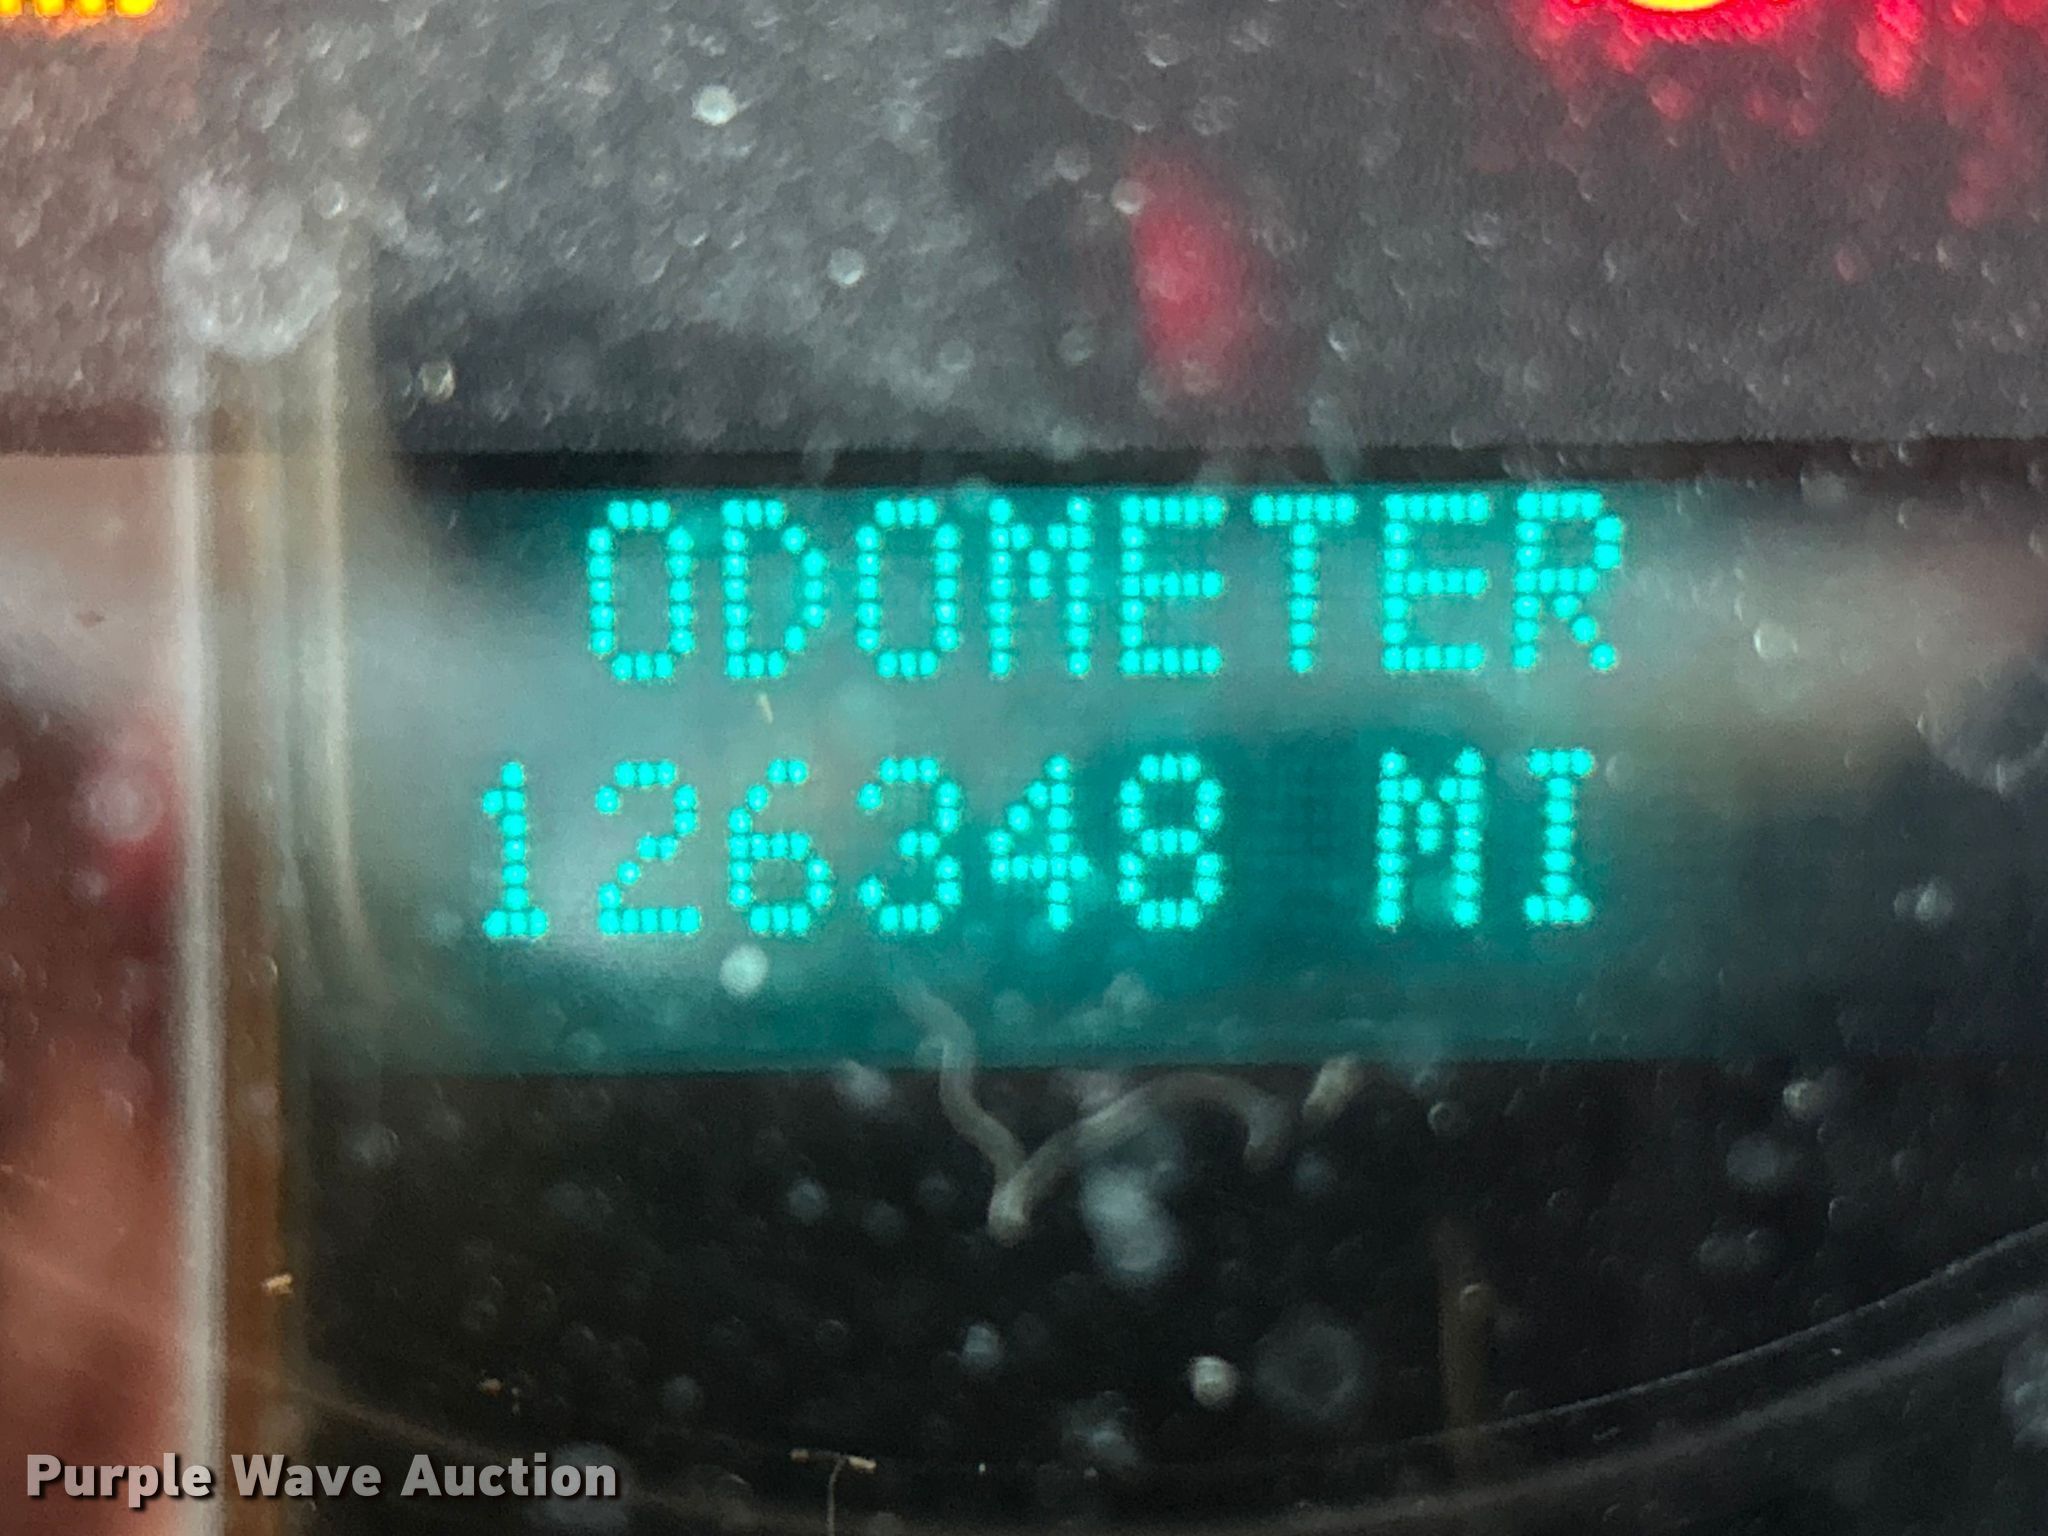 ODOMETER
126348 MI
Purple Wave Auction